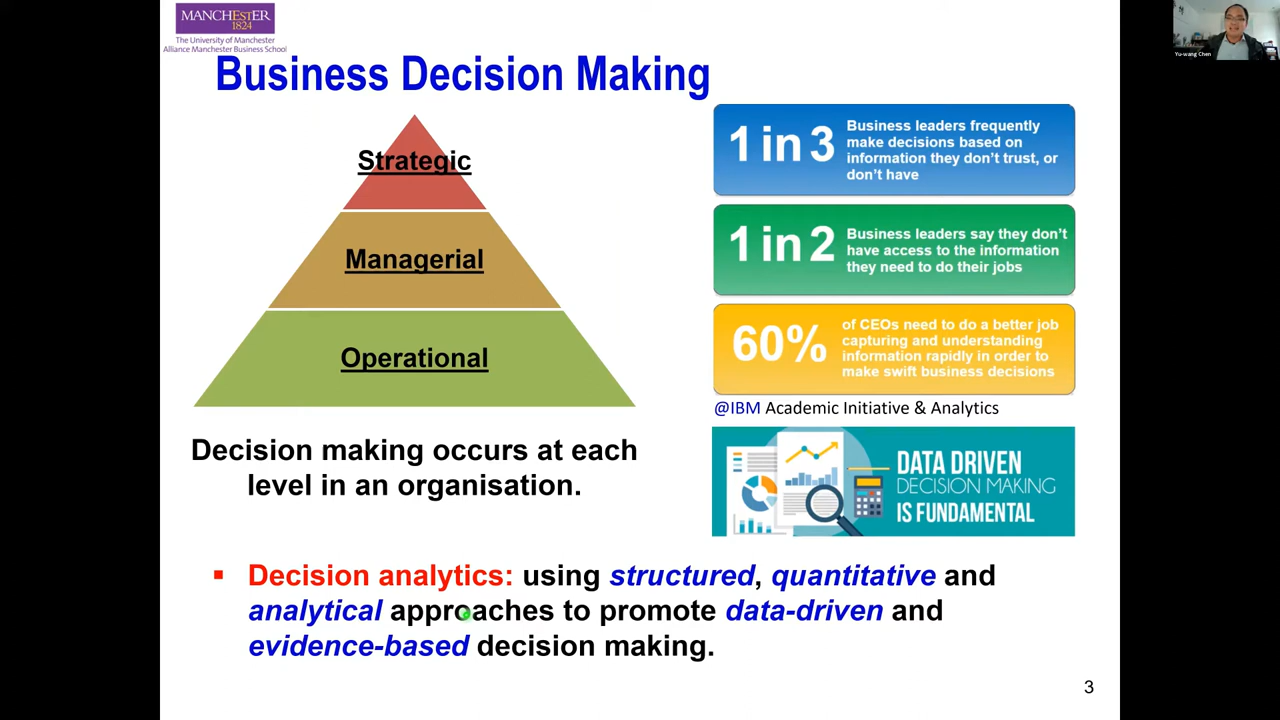 MANCHESTER
1824
The University of Manchester
Alliance Manchester Business School
Business Decision Making
Strategic
Managerial
Operational
Decision making occurs at each
level in an organisation.
1 in 3
Business leaders frequently
make decisions based on
information they don't trust, or
don't have
1 in 2
Business leaders say they don't
have access to the information
they need to do their jobs
60%
of CEOs need to do a better job
capturing and understanding
information rapidly in order to
make swift business decisions
@IBM Academic Initiative & Analytics
DATA DRIVEN
DECISION MAKING
IS FUNDAMENTAL
▪ Decision analytics: using structured, quantitative and
analytical approaches to promote data-driven and
evidence-based decision making.
3
Yu-wang Chen